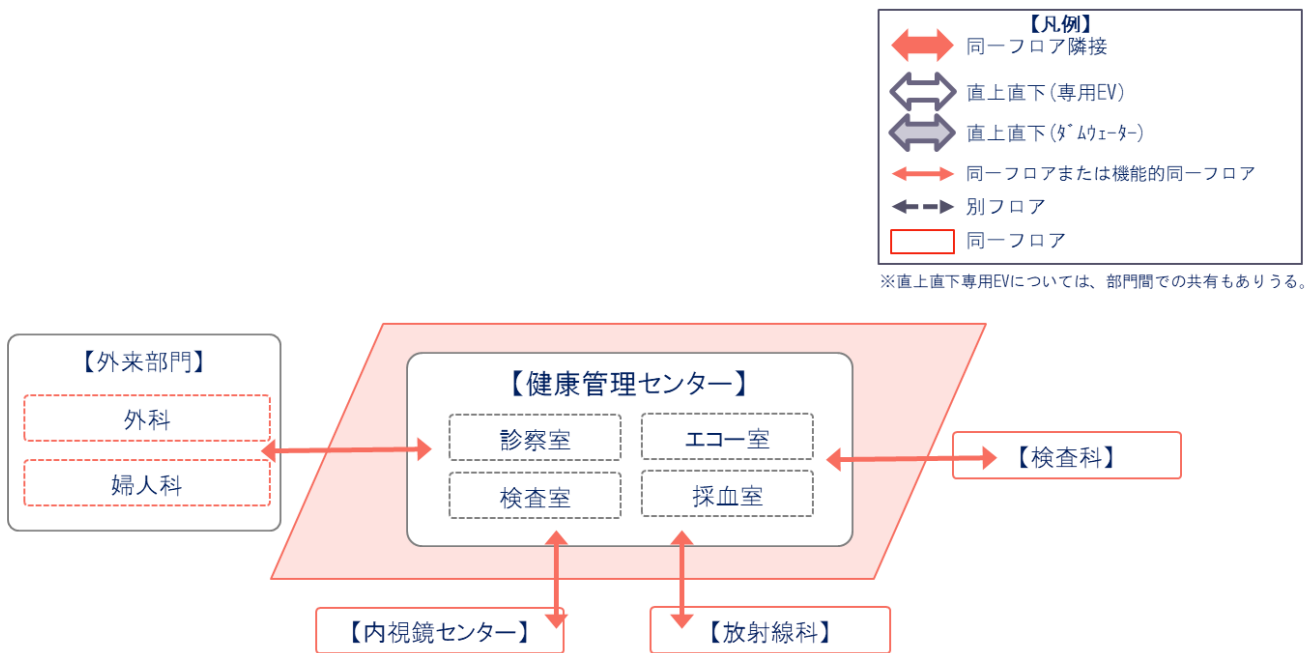 【凡例】
同一フロア隣接
直上直下(専用EV)
直上直下(ﾀﾞﾑｳｪｰﾀｰ)
同一フロアまたは機能的同一フロア
別フロア
同一フロア
※直上直下専用EVについては、部門間での共有もありうる。
【外来部門】
外科
婦人科
【健康管理センター】
診察室
エコー室
検査室
採血室
【検査科】
【内視鏡センター】
【放射線科】